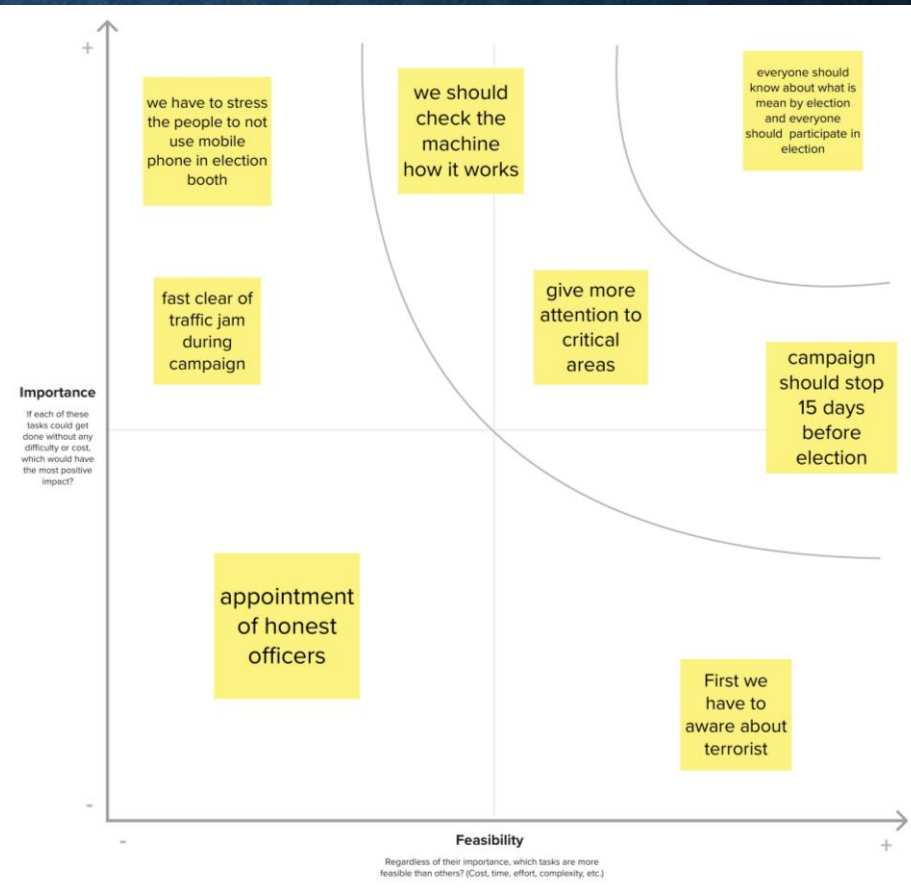 +
we have to stress
the people to not
use mobile
phone in election
booth
we should
check the
machine
how it works
everyone should
know about what is
mean by election
and everyone
should participate in
election
fast clear of
traffic jam
during
campaign
give more
attention to
critical
areas
campaign
should stop
15 days
before
election
Importance
If each of these
tasks could get
done without any
difficulty or cost,
which would have
the most positive
impact?
appointment
of honest
officers
First we
have to
aware about
terrorist
-
-
Feasibility
+
Regardless of their importance, which tasks are more
feasible than others? (Cost, time, effort, complexity, etc.)